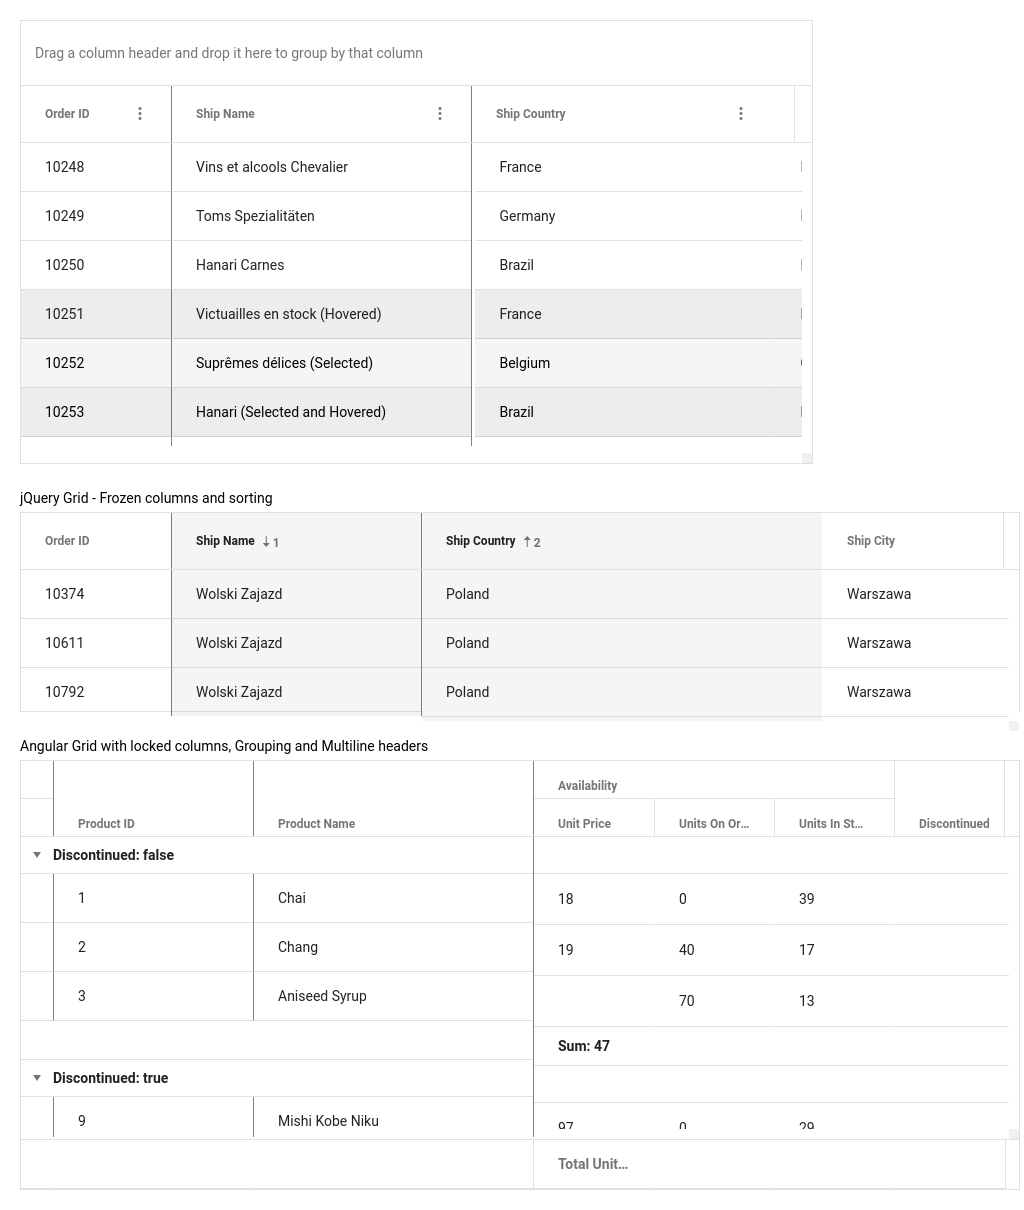 Drag a column header and drop it here to group by that column
Order ID Ship Name Ship Country
10248 Vins et alcools Chevalier France
10249 Toms Spezialitäten Germany
10250 Hanari Carnes Brazil
10251 Victuailles en stock (Hovered) France
10252 Suprêmes délices (Selected) Belgium
10253 Hanari (Selected and Hovered) Brazil
jQuery Grid - Frozen columns and sorting
Order ID Ship Name ↓1 Ship Country ↑2 Ship City
10374 Wolski Zajazd Poland Warszawa
10611 Wolski Zajazd Poland Warszawa
10792 Wolski Zajazd Poland Warszawa
Angular Grid with locked columns, Grouping and Multiline headers
Availability
Product ID Product Name Unit Price Units On Or... Units In St... Discontinued
Discontinued: false
1 Chai 18 0 39
2 Chang 19 40 17
3 Aniseed Syrup 70 13
Sum: 47
Discontinued: true
9 Mishi Kobe Niku 97 0 29
Total Unit...